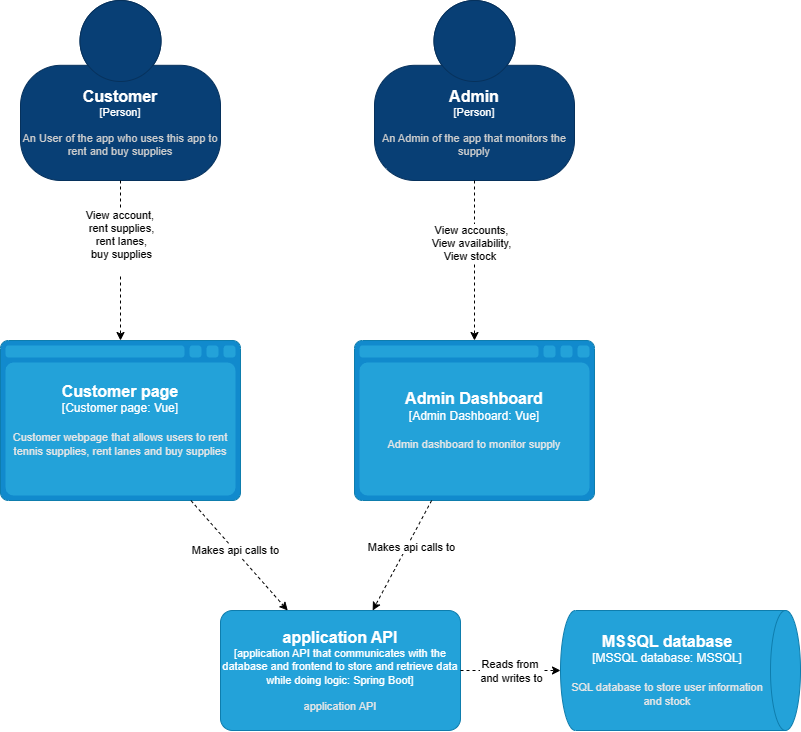 Customer
[Person]
An User of the app who uses this app to
rent and buy supplies
Admin
[Person]
An Admin of the app that monitors the
supply
View account,
rent supplies,
rent lanes,
buy supplies
View accounts,
View availability,
View stock
Customer page
[Customer page: Vue]
Customer webpage that allows users to rent
tennis supplies, rent lanes and buy supplies
Admin Dashboard
[Admin Dashboard: Vue]
Admin dashboard to monitor supply
Makes api calls to
Makes api calls to
application API
[application API that communicates with the
database and frontend to store and retrieve data
while doing logic: Spring Boot]
application API
Reads from
and writes to
MSSQL database
[MSSQL database: MSSQL]
SQL database to store user information
and stock